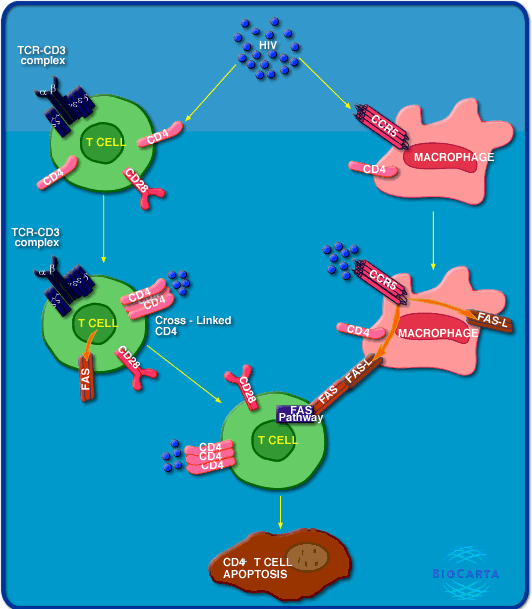 HIV
TCR-CD3
complex
α β
γ ε ε δ
ζ ζ
T CELL
CD4
CD4
CD28
CCR5
CD4
MACROPHAGE
TCR-CD3
complex
α β
γ ε ε δ
ζ ζ
T CELL
CD4
CD4
Cross - Linked
CD4
FAS
CD28
CCR5
CD4
MACROPHAGE
FAS-L
FAS-L
FAS
CD28
FAS
Pathway
T CELL
CD4
CD4
CD4
CD4+ T CELL
APOPTOSIS
BIOCARTA